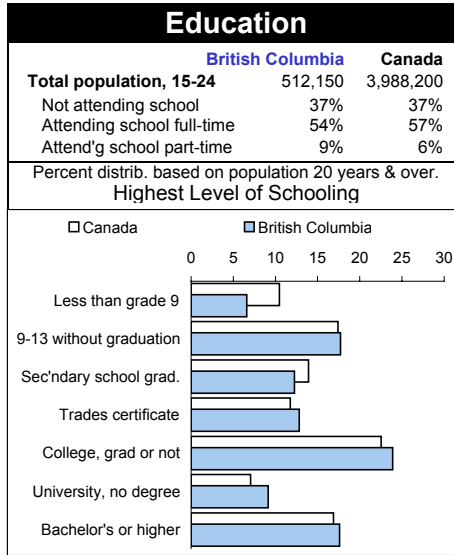 Education
British Columbia Canada
Total population, 15-24 512,150 3,988,200
Not attending school 37% 37%
Attending school full-time 54% 57%
Attend'g school part-time 9% 6%
Percent distrib. based on population 20 years & over.
Highest Level of Schooling
Canada British Columbia
0 5 10 15 20 25 30
Less than grade 9
9-13 without graduation
Sec'ndary school grad.
Trades certificate
College, grad or not
University, no degree
Bachelor's or higher